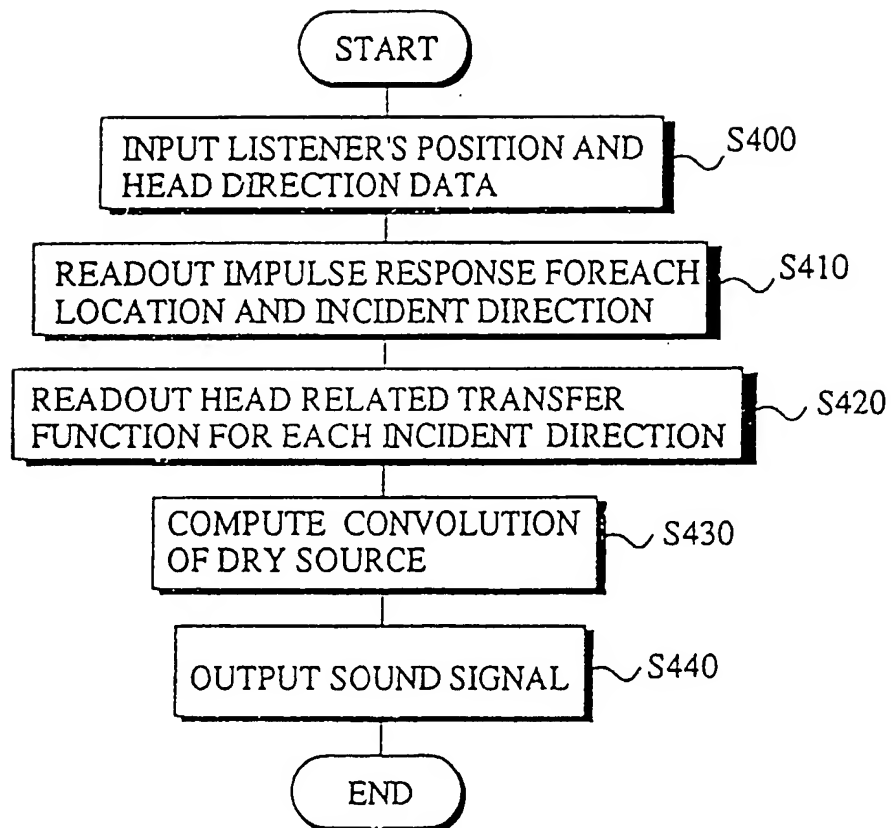 START
INPUT LISTENER'S POSITION AND
HEAD DIRECTION DATA
S400
READOUT IMPULSE RESPONSE FOREACH
LOCATION AND INCIDENT DIRECTION
S410
READOUT HEAD RELATED TRANSFER
FUNCTION FOR EACH INCIDENT DIRECTION
S420
COMPUTE CONVOLUTION
OF DRY SOURCE
S430
OUTPUT SOUND SIGNAL
S440
END